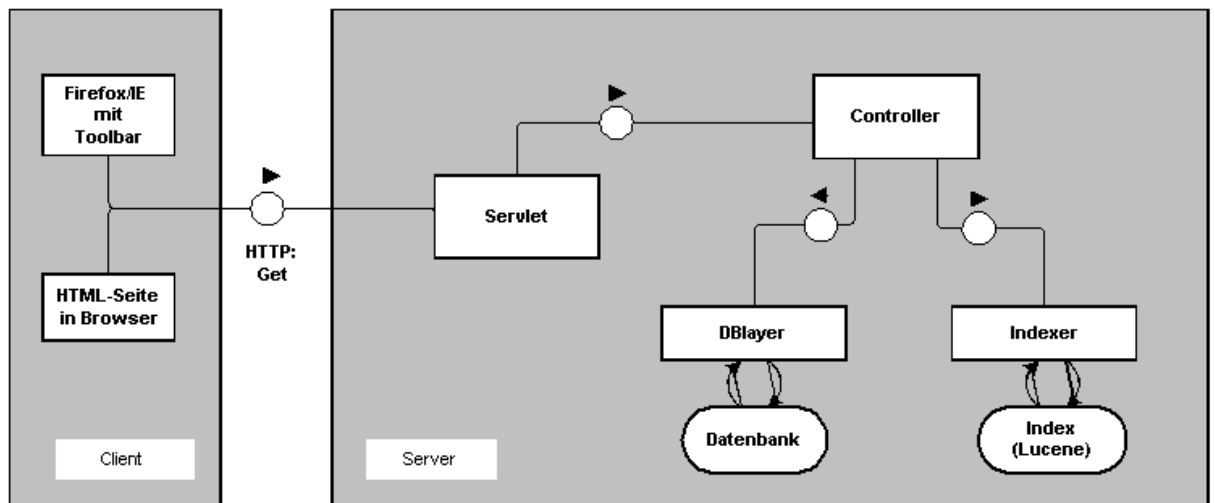 Firefox/IE
mit
Toolbar
HTML-Seite
in Browser
Client
HTTP:
Get
Servlet
Controller
DBlayer
Indexer
Datenbank
Index
(Lucene)
Server